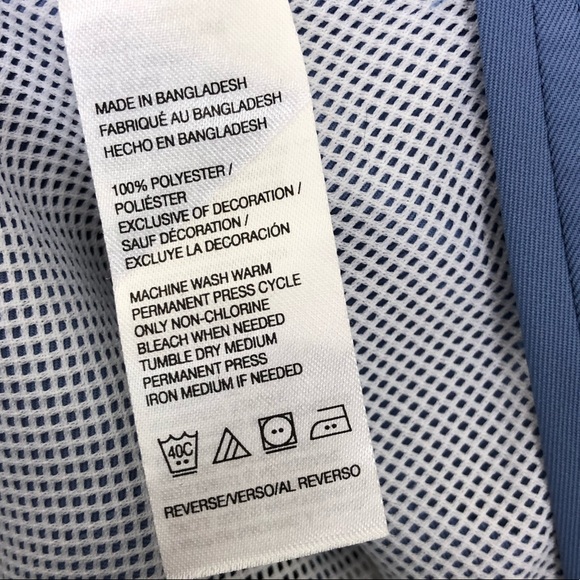 MADE IN BANGLADESH
FABRIQUÉ AU BANGLADESH
HECHO EN BANGLADESH
100% POLYESTER /
POLIÉSTER
EXCLUSIVE OF DECORATION /
SAUF DÉCORATION /
EXCLUYE LA DECORACIÓN
MACHINE WASH WARM
PERMANENT PRESS CYCLE
ONLY NON-CHLORINE
BLEACH WHEN NEEDED
TUMBLE DRY MEDIUM
PERMANENT PRESS
IRON MEDIUM IF NEEDED
40C
REVERSE/VERSO/AL REVERSO